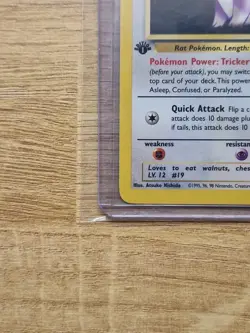 Rat Pokémon. Length:
Pokémon Power: Tricker
(before your attack), you may switc
top card of your deck. This power
Asleep, Confused, or Paralyzed.
Quick Attack Flip a c
attack does 10 damage plu
if tails, this attack does 10
weakness
resistan
Loves to eat walnuts, ches
LV. 12 #19
Illus. Atsuko Nishida
©1995, 96, 98 Nintendo, Creature